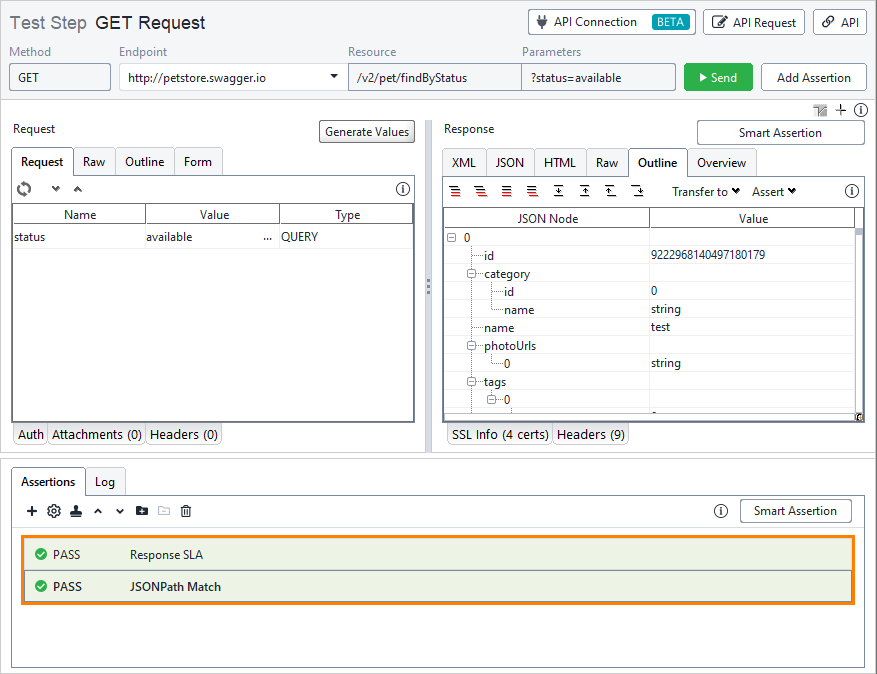 Test Step GET Request
API Connection BETA
API Request
API
Method Endpoint Resource Parameters
GET http://petstore.swagger.io /v2/pet/findByStatus ?status=available Send Add Assertion
Request Generate Values
Request Raw Outline Form
Name Value Type
status available ... QUERY
Auth Attachments (0) Headers (0)
Response Smart Assertion
XML JSON HTML Raw Outline Overview
Transfer to Assert
JSON Node Value
0
id 9222968140497180179
category
id 0
name string
name test
photoUrls
0 string
tags
0
SSL Info (4 certs) Headers (9)
Assertions Log
Smart Assertion
PASS Response SLA
PASS JSONPath Match